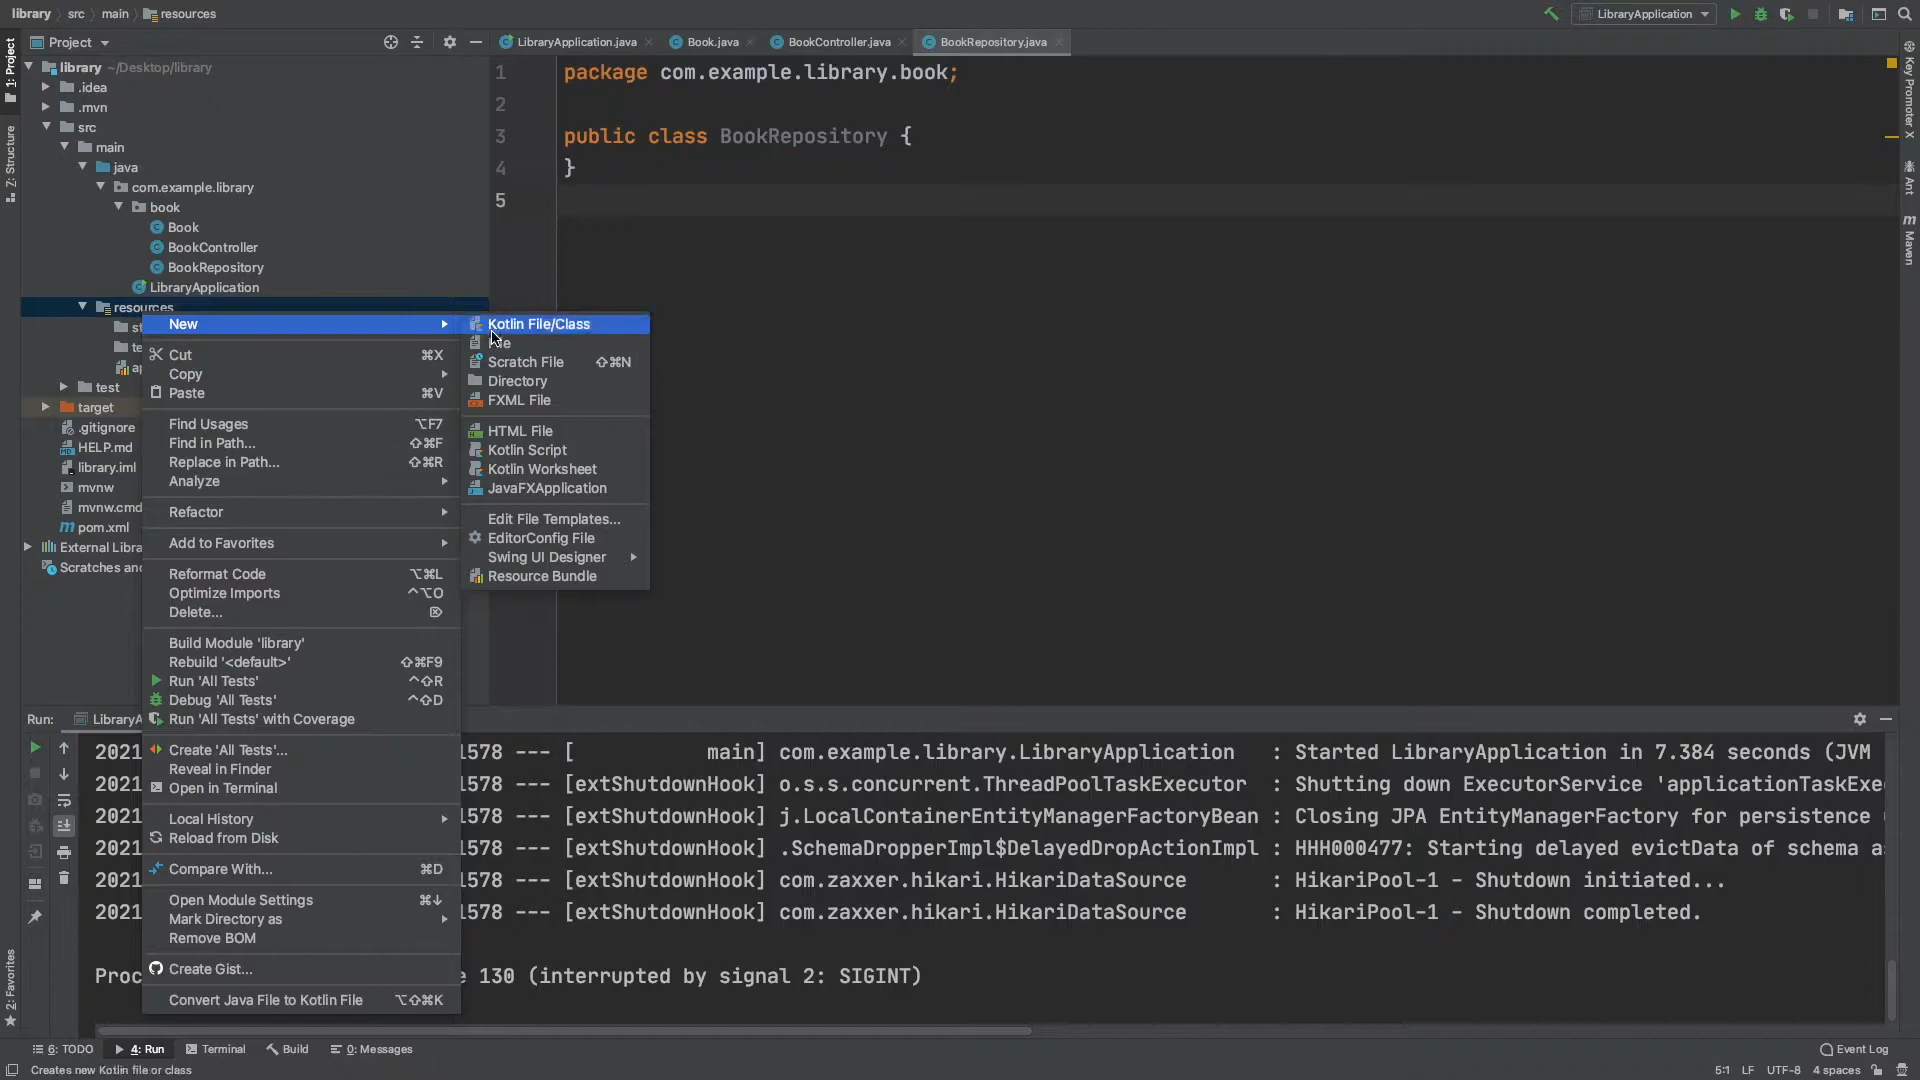 library
src
main
resources
LibraryApplication
Project
LibraryApplication.java
Book.java
BookController.java
BookRepository.java
1: Project
Z: Structure
2: Favorites
library ~/Desktop/library
.idea
.mvn
src
main
java
com.example.library
book
Book
BookController
BookRepository
LibraryApplication
resources
test
target
.gitignore
HELP.md
library.iml
mvnw
mvnw.cmd
pom.xml
External Libra
Scratches and
1 package com.example.library.book;
2
3 public class BookRepository {
4 }
5
New
Cut ⌘X
Copy
Paste ⌘V
Find Usages ⌥F7
Find in Path... ⇧⌘F
Replace in Path... ⇧⌘R
Analyze
Refactor
Add to Favorites
Reformat Code ⌥⌘L
Optimize Imports ^⌥O
Delete... ⌦
Build Module 'library'
Rebuild '<default>' ⇧⌘F9
Run 'All Tests' ^⇧R
Debug 'All Tests' ^⇧D
Run 'All Tests' with Coverage
Create 'All Tests'...
Reveal in Finder
Open in Terminal
Local History
Reload from Disk
Compare With... ⌘D
Open Module Settings ⌘↓
Mark Directory as
Remove BOM
Create Gist...
Convert Java File to Kotlin File ⌥⇧⌘K
Kotlin File/Class
Scratch File ⇧⌘N
Directory
FXML File
HTML File
Kotlin Script
Kotlin Worksheet
JavaFXApplication
Edit File Templates...
EditorConfig File
Swing UI Designer
Resource Bundle
Key Promoter X
Ant
Maven
Run: LibraryA
2021 1578 --- [ main] com.example.library.LibraryApplication : Started LibraryApplication in 7.384 seconds (JVM
2021 1578 --- [extShutdownHook] o.s.s.concurrent.ThreadPoolTaskExecutor : Shutting down ExecutorService 'applicationTaskExe
2021 1578 --- [extShutdownHook] j.LocalContainerEntityManagerFactoryBean : Closing JPA EntityManagerFactory for persistence
2021 1578 --- [extShutdownHook] .SchemaDropperImpl$DelayedDropActionImpl : HHH000477: Starting delayed evictData of schema a
2021 1578 --- [extShutdownHook] com.zaxxer.hikari.HikariDataSource : HikariPool-1 - Shutdown initiated...
2021 1578 --- [extShutdownHook] com.zaxxer.hikari.HikariDataSource : HikariPool-1 - Shutdown completed.
Proc e 130 (interrupted by signal 2: SIGINT)
6: TODO
4: Run
Terminal
Build
0: Messages
Event Log
Creates new Kotlin file or class
5:1 LF UTF-8 4 spaces